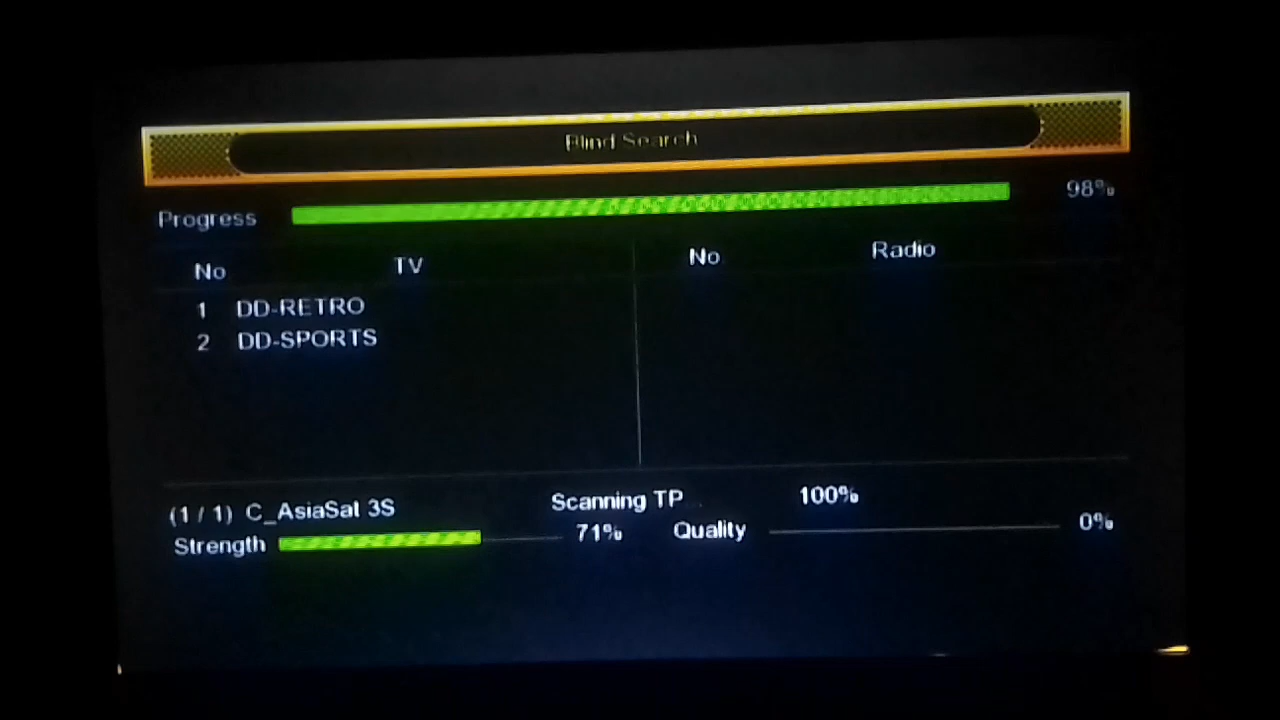 Blind Search
Progress 98%
No TV No Radio
1 DD-RETRO
2 DD-SPORTS
(1 / 1) C_AsiaSat 3S Scanning TP 100%
Strength 71% Quality 0%